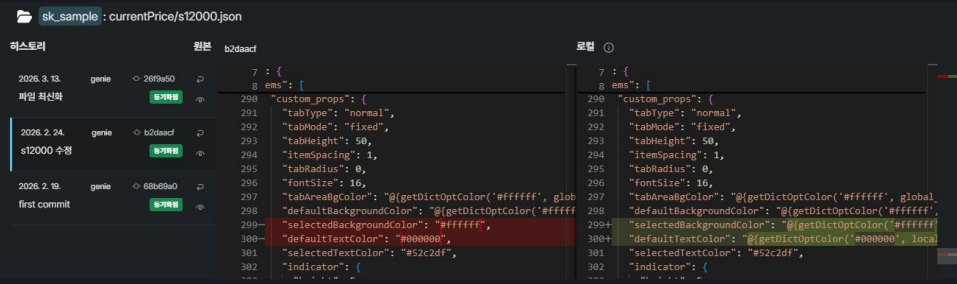 sk_sample : currentPrice/s12000.json
히스토리 원본 b2daacf 로컬
2026. 3. 13. genie 26f9a50
파일 최신화 동기화됨
2026. 2. 24. genie b2daacf
s12000 수정 동기화됨
2026. 2. 19. genie 68b69a0
first commit 동기화됨
7 : {
8 ems": [
290 "custom_props": {
291 "tabType": "normal",
292 "tabMode": "fixed",
293 "tabHeight": 50,
294 "itemSpacing": 1,
295 "tabRadius": 0,
296 "fontSize": 16,
297 "tabAreaBgColor": "@{getDictOptColor('#ffffff', glob
298 "defaultBackgroundColor": "@{getDictOptColor('#fffff
299- "selectedBackgroundColor": "#ffffff",
300- "defaultTextColor": "#000000",
301 "selectedTextColor": "#52c2df",
302 "indicator": {
7 : {
8 ems": [
290 "custom_props": {
291 "tabType": "normal",
292 "tabMode": "fixed",
293 "tabHeight": 50,
294 "itemSpacing": 1,
295 "tabRadius": 0,
296 "fontSize": 16,
297 "tabAreaBgColor": "@{getDictOptColor('#ffffff', global_
298 "defaultBackgroundColor": "@{getDictOptColor('#ffffff',
299+ "selectedBackgroundColor": "@{getDictOptColor('#ffffff'
300+ "defaultTextColor": "@{getDictOptColor('#000000', local
301 "selectedTextColor": "#52c2df",
302 "indicator": {